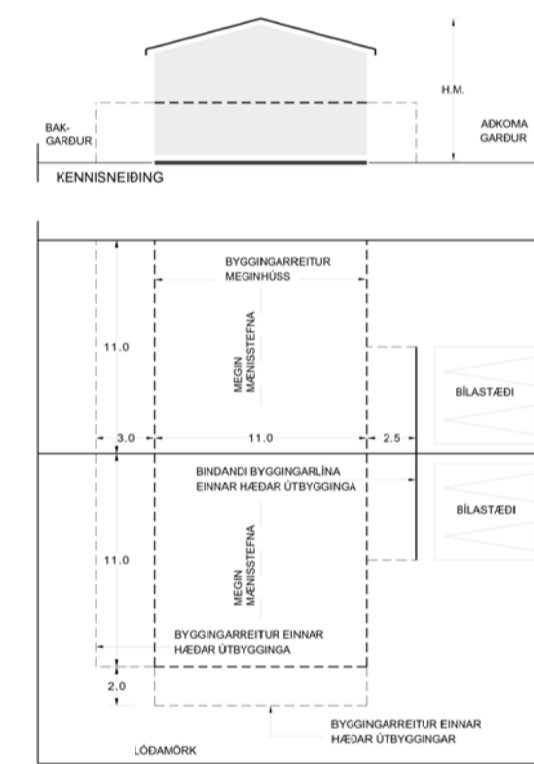 H.M.
BAK-
GARÐUR
AÐKOMA
GARÐUR
KENNISNEIÐING
BYGGINGARREITUR
MEGINHÚSS
MEGIN
MÆNISSTEFNA
11.0
BÍLASTÆÐI
3.0
11.0
2.5
BINDANDI BYGGINGARLÍNA
EINNAR HÆÐAR ÚTBYGGINGA
BÍLASTÆÐI
11.0
MEGIN
MÆNISSTEFNA
BYGGINGARREITUR EINNAR
HÆÐAR ÚTBYGGINGA
2.0
BYGGINGARREITUR EINNAR
HÆÐAR ÚTBYGGINGAR
LÓÐAMÖRK